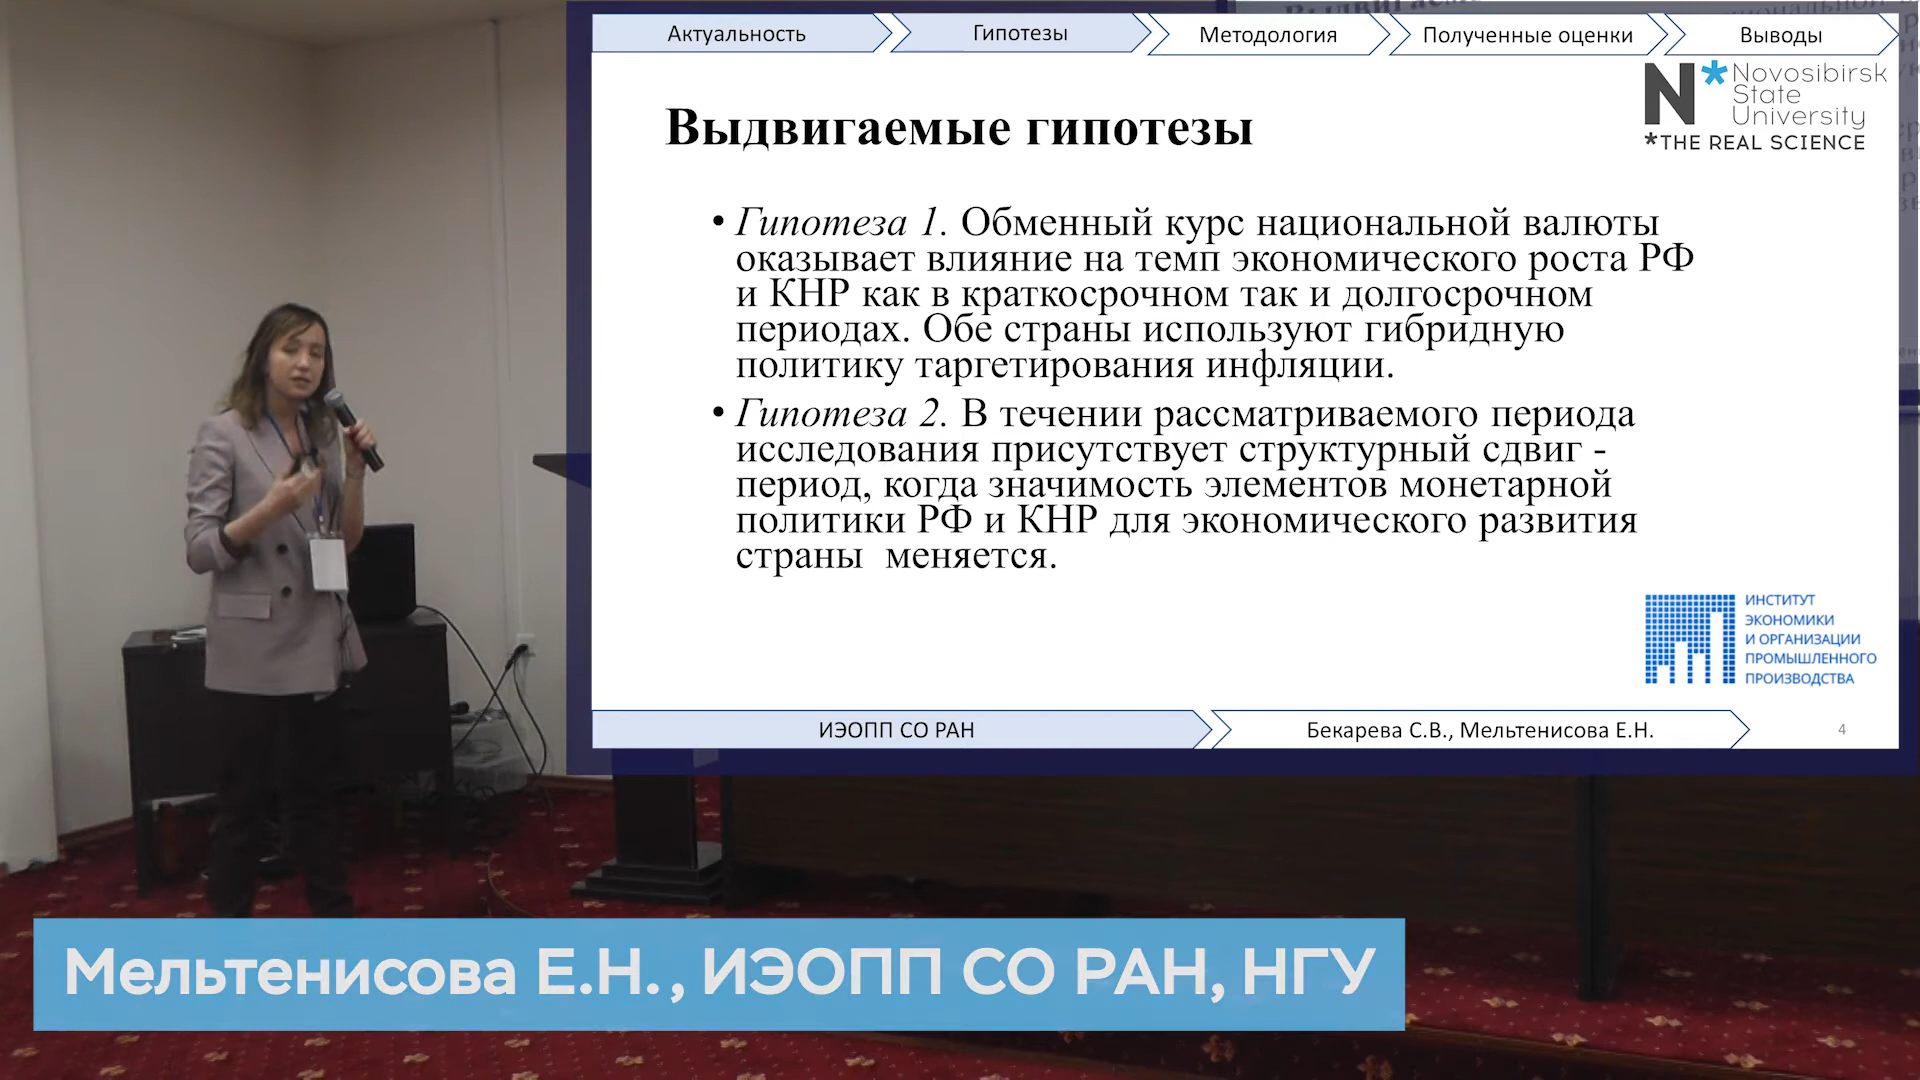 Актуальность
Гипотезы
Методология
Полученные оценки
Выводы
N* Novosibirsk
State
University
*THE REAL SCIENCE
Выдвигаемые гипотезы
• Гипотеза 1. Обменный курс национальной валюты
оказывает влияние на темп экономического роста РФ
и КНР как в краткосрочном так и долгосрочном
периодах. Обе страны используют гибридную
политику таргетирования инфляции.
• Гипотеза 2. В течении рассматриваемого периода
исследования присутствует структурный сдвиг -
период, когда значимость элементов монетарной
политики РФ и КНР для экономического развития
страны  меняется.
ИНСТИТУТ
ЭКОНОМИКИ
И ОРГАНИЗАЦИИ
ПРОМЫШЛЕННОГО
ПРОИЗВОДСТВА
ИЭОПП СО РАН
Бекарева С.В., Мельтенисова Е.Н.
4
Мельтенисова Е.Н., ИЭОПП СО РАН, НГУ